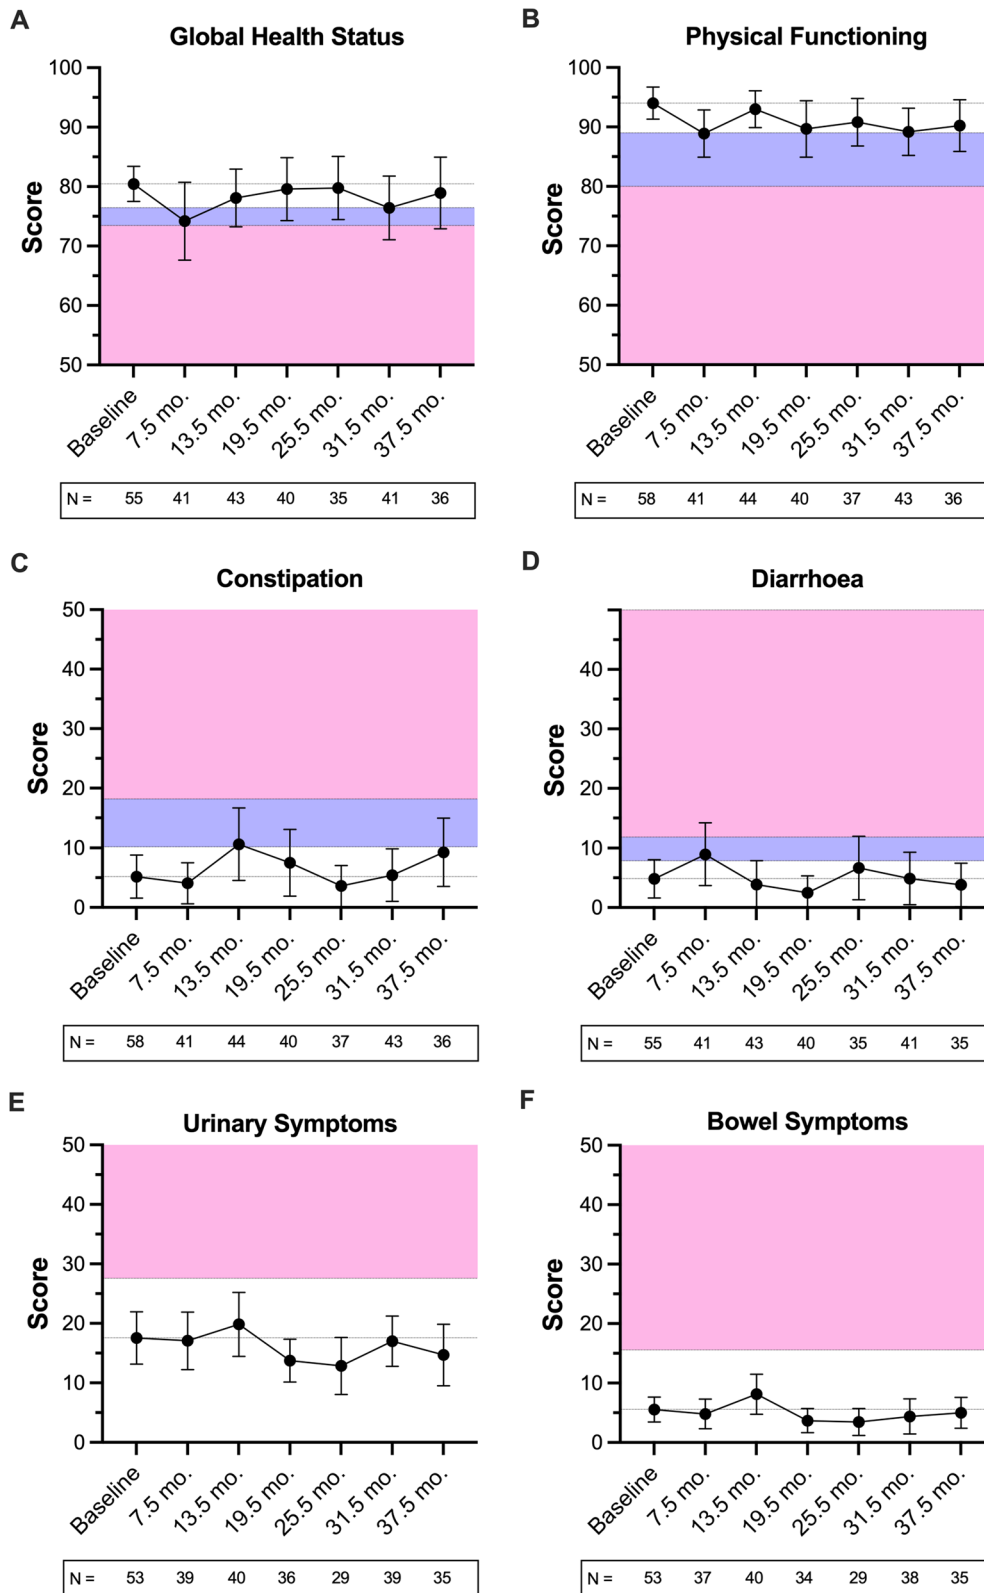 A
Global Health Status
100
90
80
70
60
50
Score
Baseline
7.5 mo.
13.5 mo.
19.5 mo.
25.5 mo.
31.5 mo.
37.5 mo.
N = 55 41 43 40 35 41 36
B
Physical Functioning
100
90
80
70
60
50
Score
Baseline
7.5 mo.
13.5 mo.
19.5 mo.
25.5 mo.
31.5 mo.
37.5 mo.
N = 58 41 44 40 37 43 36
C
Constipation
50
40
30
20
10
0
Score
Baseline
7.5 mo.
13.5 mo.
19.5 mo.
25.5 mo.
31.5 mo.
37.5 mo.
N = 58 41 44 40 37 43 36
D
Diarrhoea
40
30
20
10
0
Score
Baseline
7.5 mo.
13.5 mo.
19.5 mo.
25.5 mo.
31.5 mo.
37.5 mo.
N = 55 41 43 40 35 41 35
E
Urinary Symptoms
50
40
30
20
10
0
Score
Baseline
7.5 mo.
13.5 mo.
19.5 mo.
25.5 mo.
31.5 mo.
37.5 mo.
N = 53 39 40 36 29 39 35
F
Bowel Symptoms
50
40
30
20
10
0
Score
Baseline
7.5 mo.
13.5 mo.
19.5 mo.
25.5 mo.
31.5 mo.
37.5 mo.
N = 53 37 40 34 29 38 35